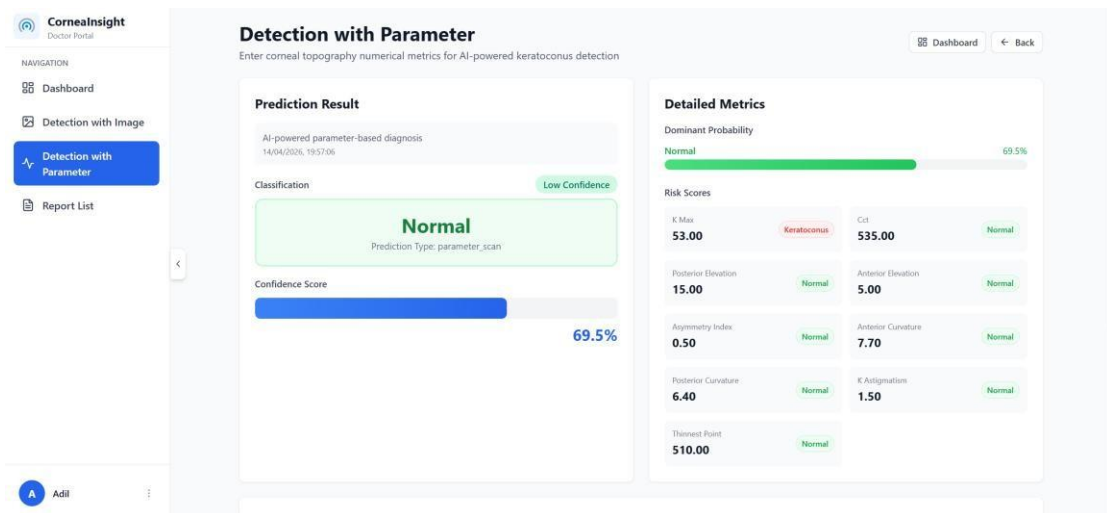 CorneaInsight
Doctor Portal
NAVIGATION
Dashboard
Detection with Image
Detection with
Parameter
Report List
A
Adil
Detection with Parameter
Enter corneal topography numerical metrics for AI-powered keratoconus detection
Dashboard
Back
Prediction Result
AI-powered parameter-based diagnosis
14/04/2026, 19:57:06
Classification
Low Confidence
Normal
Prediction Type: parameter_scan
Confidence Score
69.5%
Detailed Metrics
Dominant Probability
Normal
69.5%
Risk Scores
K Max
53.00
Keratoconus
Cct
535.00
Normal
Posterior Elevation
15.00
Normal
Anterior Elevation
5.00
Normal
Asymmetry Index
0.50
Normal
Anterior Curvature
7.70
Normal
Posterior Curvature
6.40
Normal
K Astigmatism
1.50
Normal
Thinnest Point
510.00
Normal